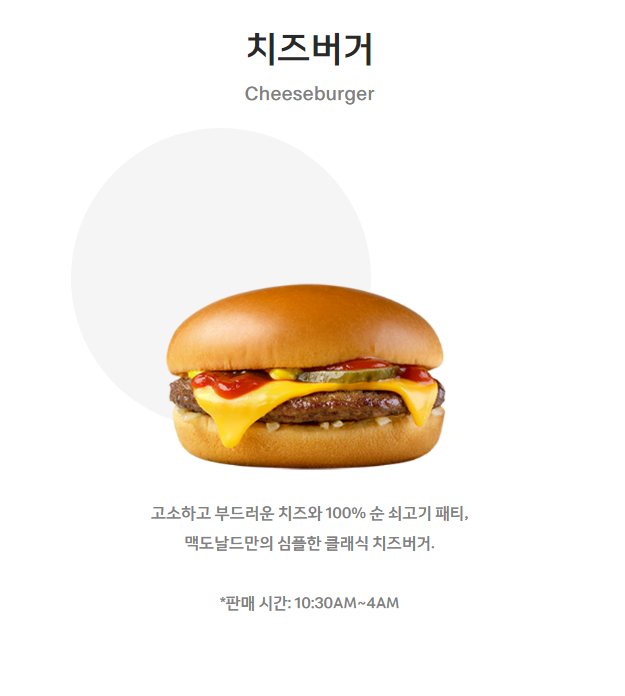 치즈버거
Cheeseburger
고소하고 부드러운 치즈와 100% 순 쇠고기 패티,
맥도날드만의 심플한 클래식 치즈버거.
*판매 시간: 10:30AM~4AM